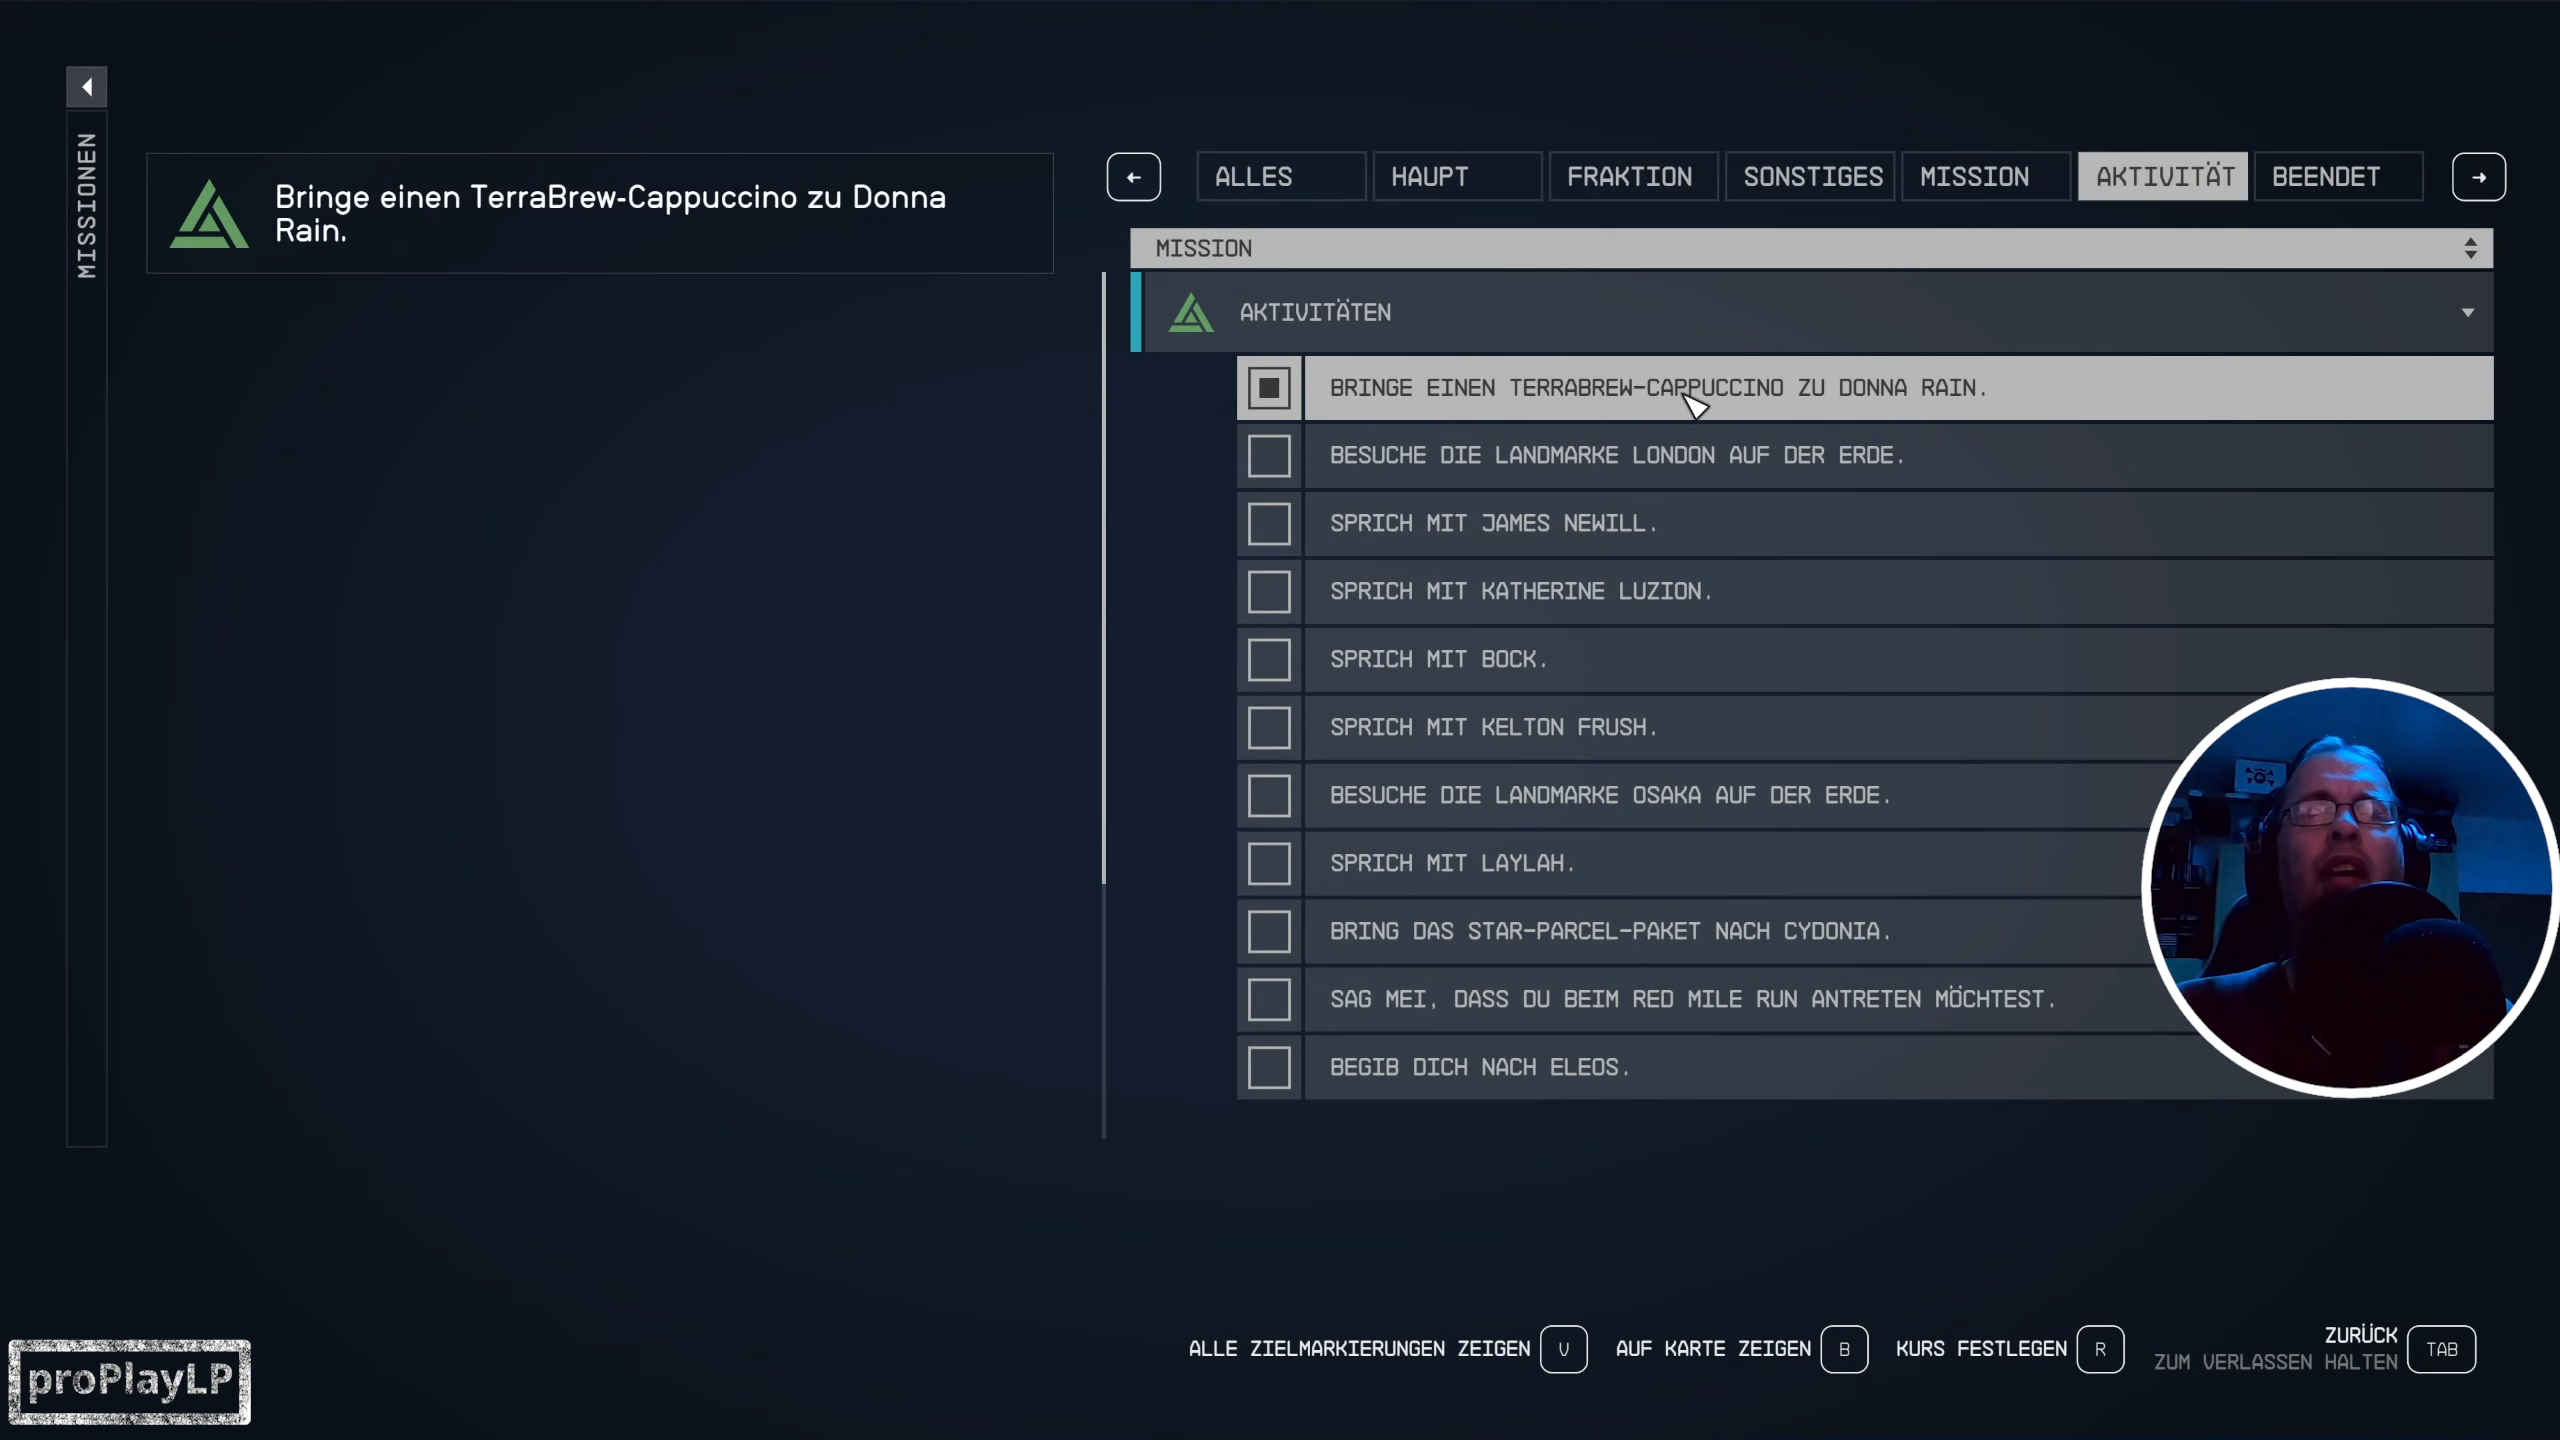 MISSIONEN
Bringe einen TerraBrew-Cappuccino zu Donna
Rain.
ALLES HAUPT FRAKTION SONSTIGES MISSION AKTIVITÄT BEENDET
MISSION
AKTIVITÄTEN
BRINGE EINEN TERRABREW-CAPPUCCINO ZU DONNA RAIN.
BESUCHE DIE LANDMARKE LONDON AUF DER ERDE.
SPRICH MIT JAMES NEWILL.
SPRICH MIT KATHERINE LUZION.
SPRICH MIT BOCK.
SPRICH MIT KELTON FRUSH.
BESUCHE DIE LANDMARKE OSAKA AUF DER ERDE.
SPRICH MIT LAYLAH.
BRING DAS STAR-PARCEL-PAKET NACH CYDONIA.
SAG MEI, DASS DU BEIM RED MILE RUN ANTRETEN MÖCHTEST.
BEGIB DICH NACH ELEOS.
ALLE ZIELMARKIERUNGEN ZEIGEN V AUF KARTE ZEIGEN B KURS FESTLEGEN R ZURÜCK
ZUM VERLASSEN HALTEN TAB
proPlayLP